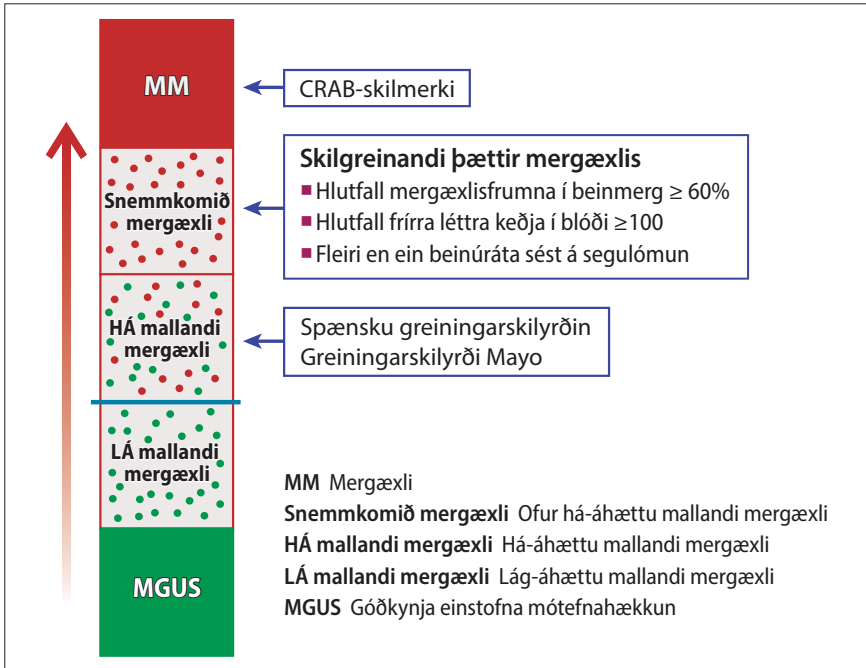 MM
CRAB-skilmerki
Snemmkomið
mergæxli
Skilgreinandi þættir mergæxlis
■ Hlutfall mergæxlisfrumna í beinmerg ≥ 60%
■ Hlutfall frírra léttra keðja í blóði ≥100
■ Fleiri en ein beinúráta sést á segulómun
HÁ mallandi
mergæxli
Spænsku greiningarskilyrðin
Greiningarskilyrði Mayo
LÁ mallandi
mergæxli
MGUS
MM Mergæxli
Snemmkomið mergæxli Ofur há-áhættu mallandi mergæxli
HÁ mallandi mergæxli Há-áhættu mallandi mergæxli
LÁ mallandi mergæxli Lág-áhættu mallandi mergæxli
MGUS Góðkynja einstofna mótefnahækkun